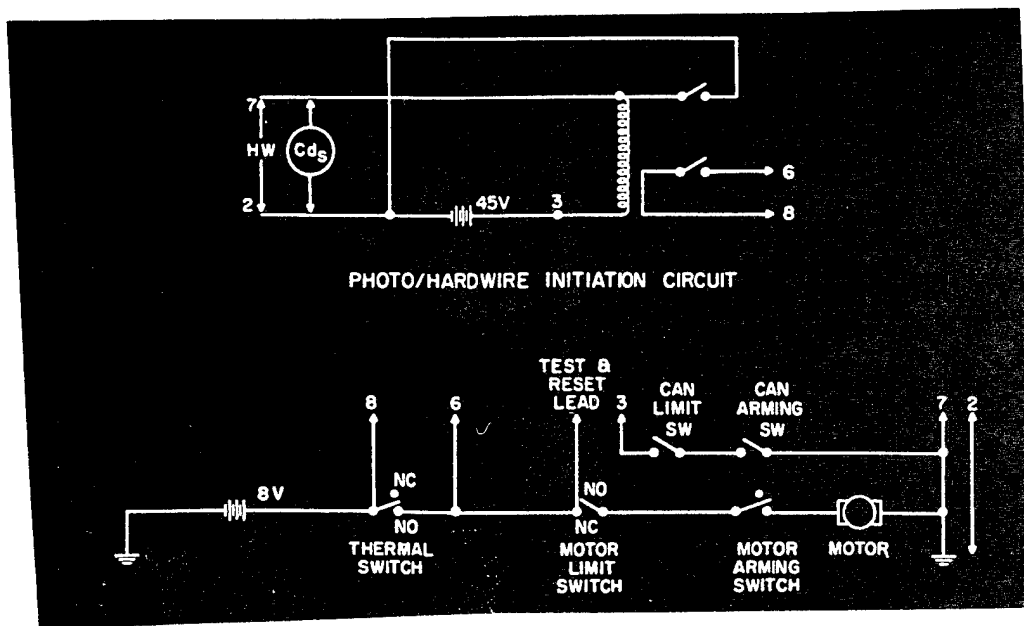 7
HW
CdS
2
45V
3
6
8
PHOTO/HARDWIRE INITIATION CIRCUIT
TEST &
RESET
LEAD
8
6
3
CAN
LIMIT
SW
CAN
ARMING
SW
7
2
8V
NC
NO
NO
NC
THERMAL
SWITCH
MOTOR
LIMIT
SWITCH
MOTOR
ARMING
SWITCH
MOTOR